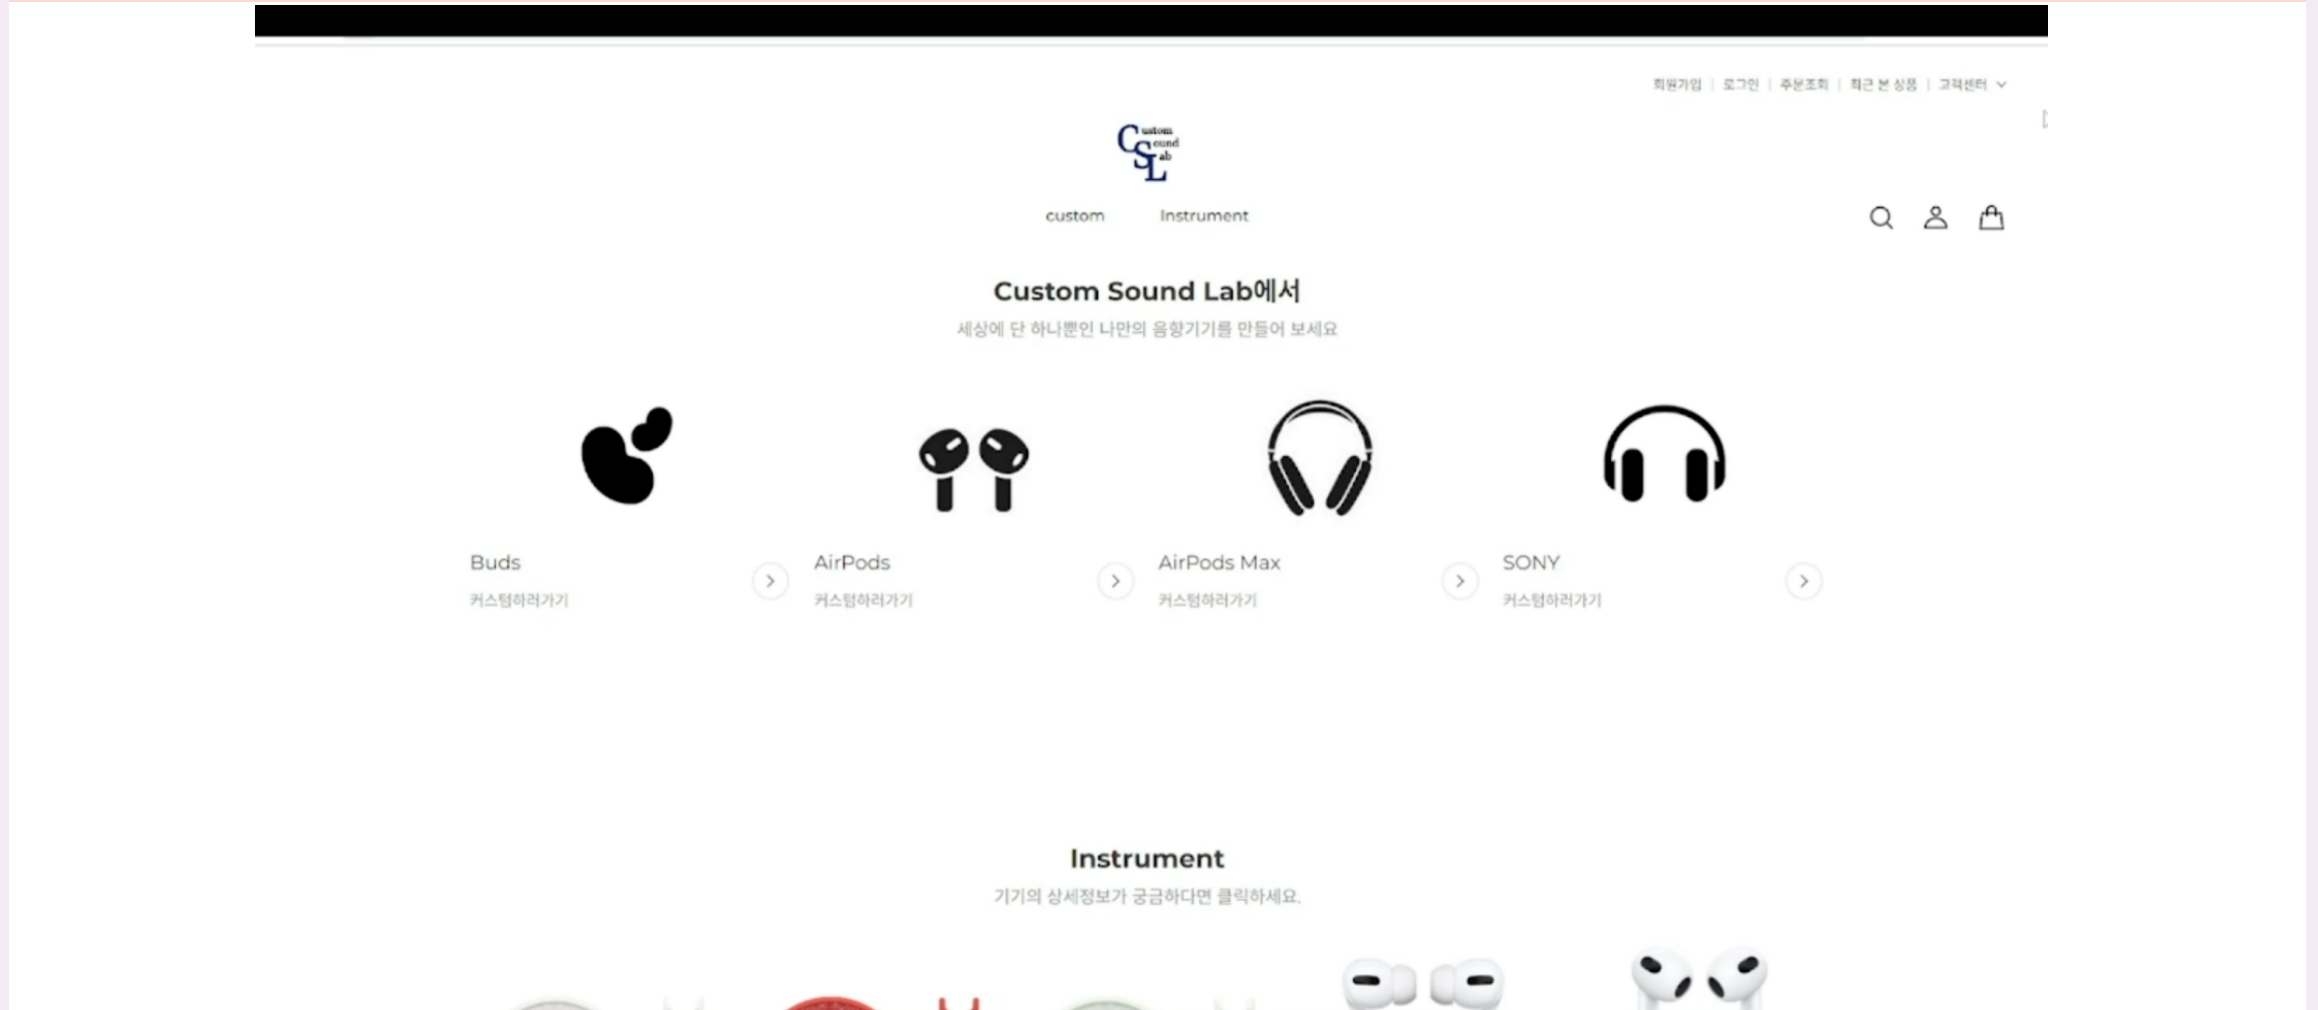 회원가입 | 로그인 | 주문조회 | 최근 본 상품 | 고객센터
Custom
Sound
Lab
custom Instrument
Custom Sound Lab에서
세상에 단 하나뿐인 나만의 음향기기를 만들어 보세요
Buds AirPods AirPods Max SONY
커스텀하러가기 커스텀하러가기 커스텀하러가기 커스텀하러가기
Instrument
기기의 상세정보가 궁금하다면 클릭하세요.